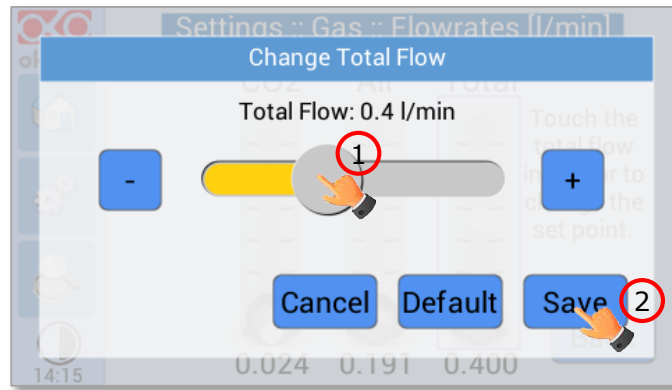 Settings :: Gas :: Flowrates [l/min]
Change Total Flow
CO2 Air Total
Total Flow: 0.4 l/min
Touch the
total flow
to
the
set point.
1
- +
Cancel Default Save
2
0.024 0.191 0.400
14:15